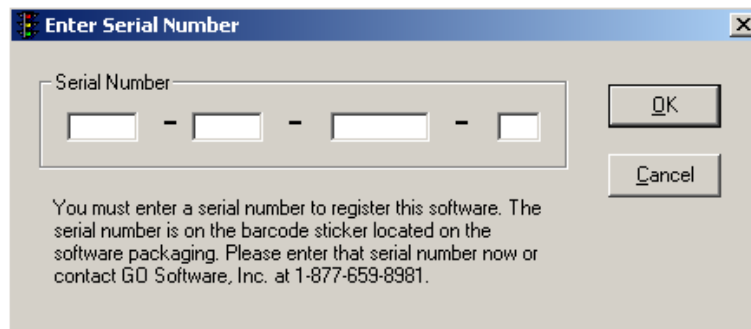 Enter Serial Number
Serial Number
- - -
OK
Cancel
You must enter a serial number to register this software. The
serial number is on the barcode sticker located on the
software packaging. Please enter that serial number now or
contact GO Software, Inc. at 1-877-659-8981.